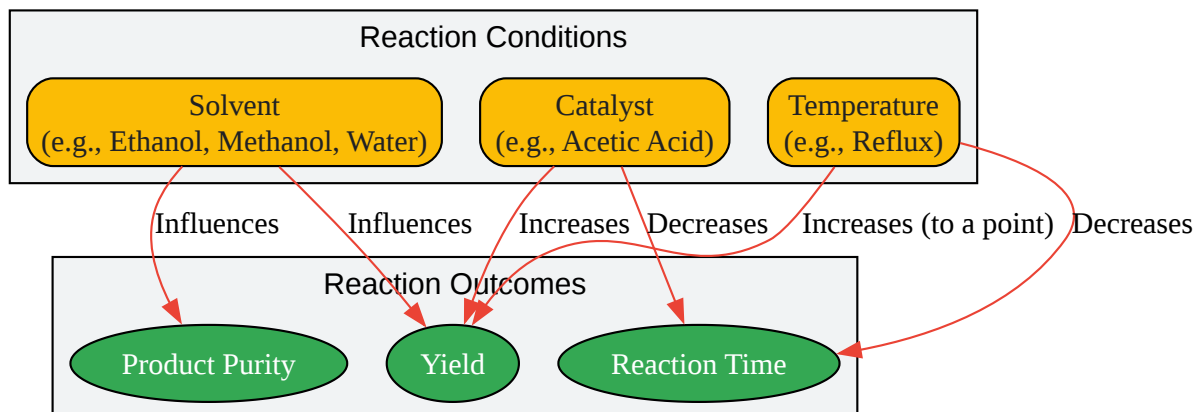 Reaction Conditions
Solvent
(e.g., Ethanol, Methanol, Water)
Catalyst
(e.g., Acetic Acid)
Temperature
(e.g., Reflux)
Influences
Influences
Increases
Decreases
Increases (to a point)
Decreases
Reaction Outcomes
Product Purity
Yield
Reaction Time